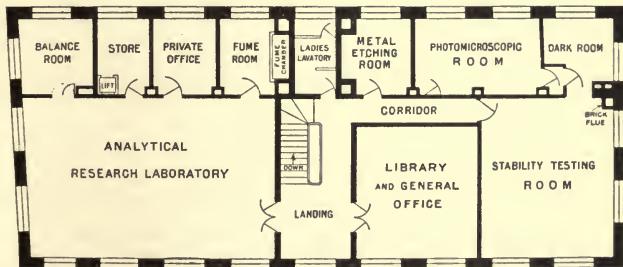 BALANCE
ROOM
STORE
LIFT
PRIVATE
OFFICE
FUME
ROOM
FUME
CHAMBER
LADIES
LAVATORY
METAL
ETCHING
ROOM
PHOTOMICROSCOPIC
ROOM
DARK ROOM
BRICK
FLUE
CORRIDOR
ANALYTICAL
RESEARCH LABORATORY
DOWN
LANDING
LIBRARY
AND GENERAL
OFFICE
STABILITY TESTING
ROOM